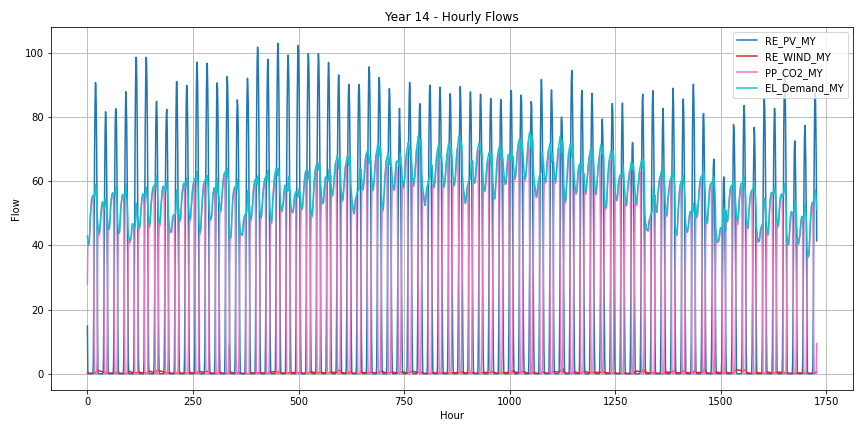 Year 14 - Hourly Flows
RE_PV_MY
RE_WIND_MY
PP_CO2_MY
EL_Demand_MY
100
80
60
40
20
0
Flow
0
250
500
750
1000
1250
1500
1750
Hour